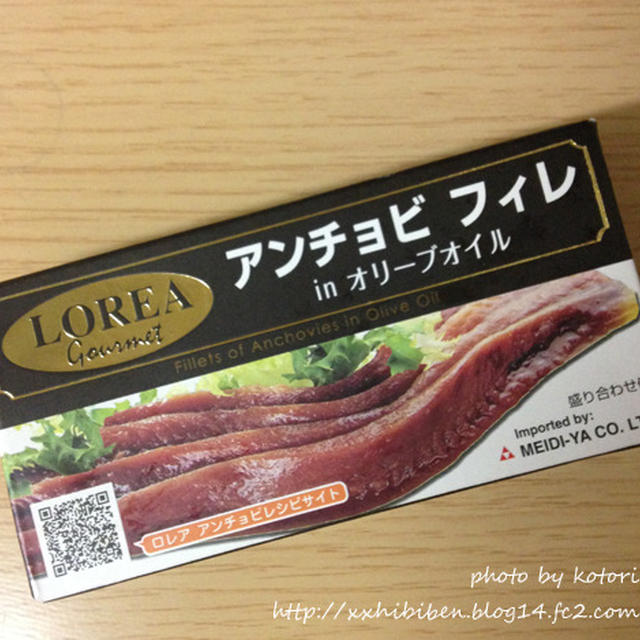 アンチョビ フィレ
in オリーブオイル
LOREA
Gourmet
Fillets of Anchovies in Olive Oil
盛り合わせ
Imported by:
MEIDI-YA CO. LT
ロレア アンチョビレシピサイト
photo by kotori
http://xxhibiben.blog14.fc2.com